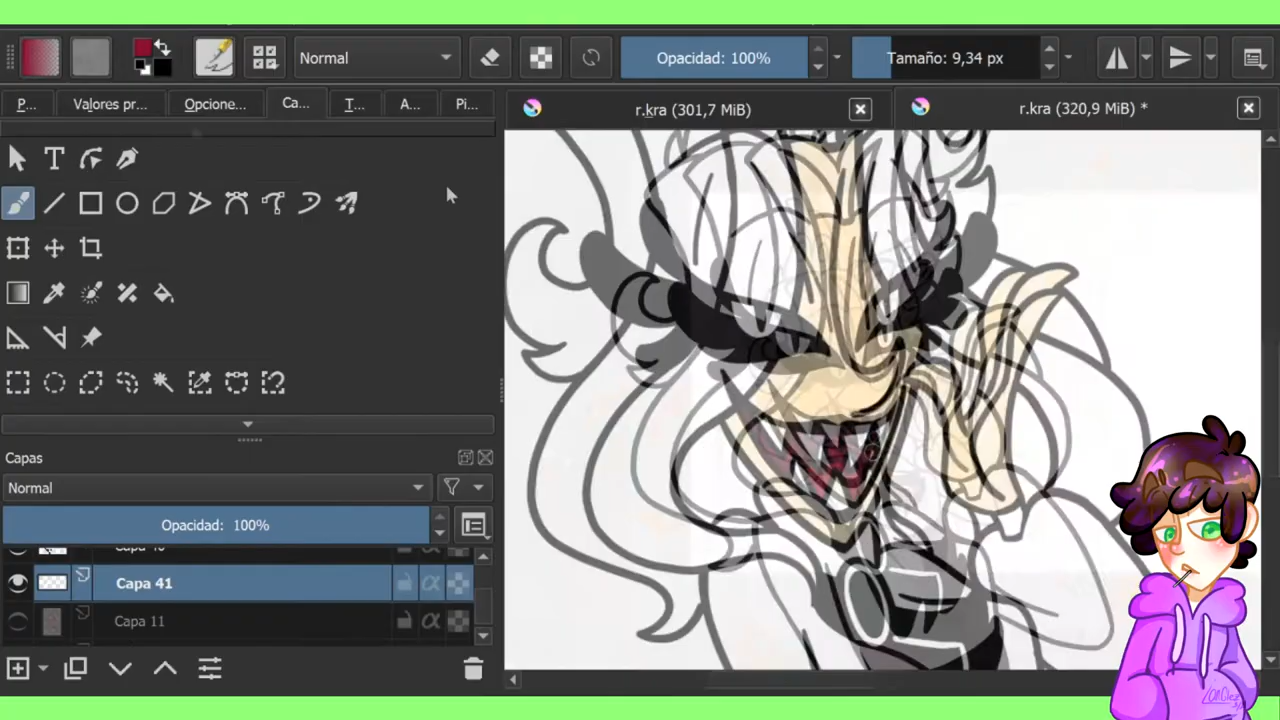 Normal
Opacidad: 100%
Tamaño: 9,34 px
P...
Valores pr...
Opcione...
Ca...
T...
A...
Pi...
r.kra (301,7 MiB)
r.kra (320,9 MiB) *
Capas
Normal
Opacidad: 100%
Capa 41
Capa 11